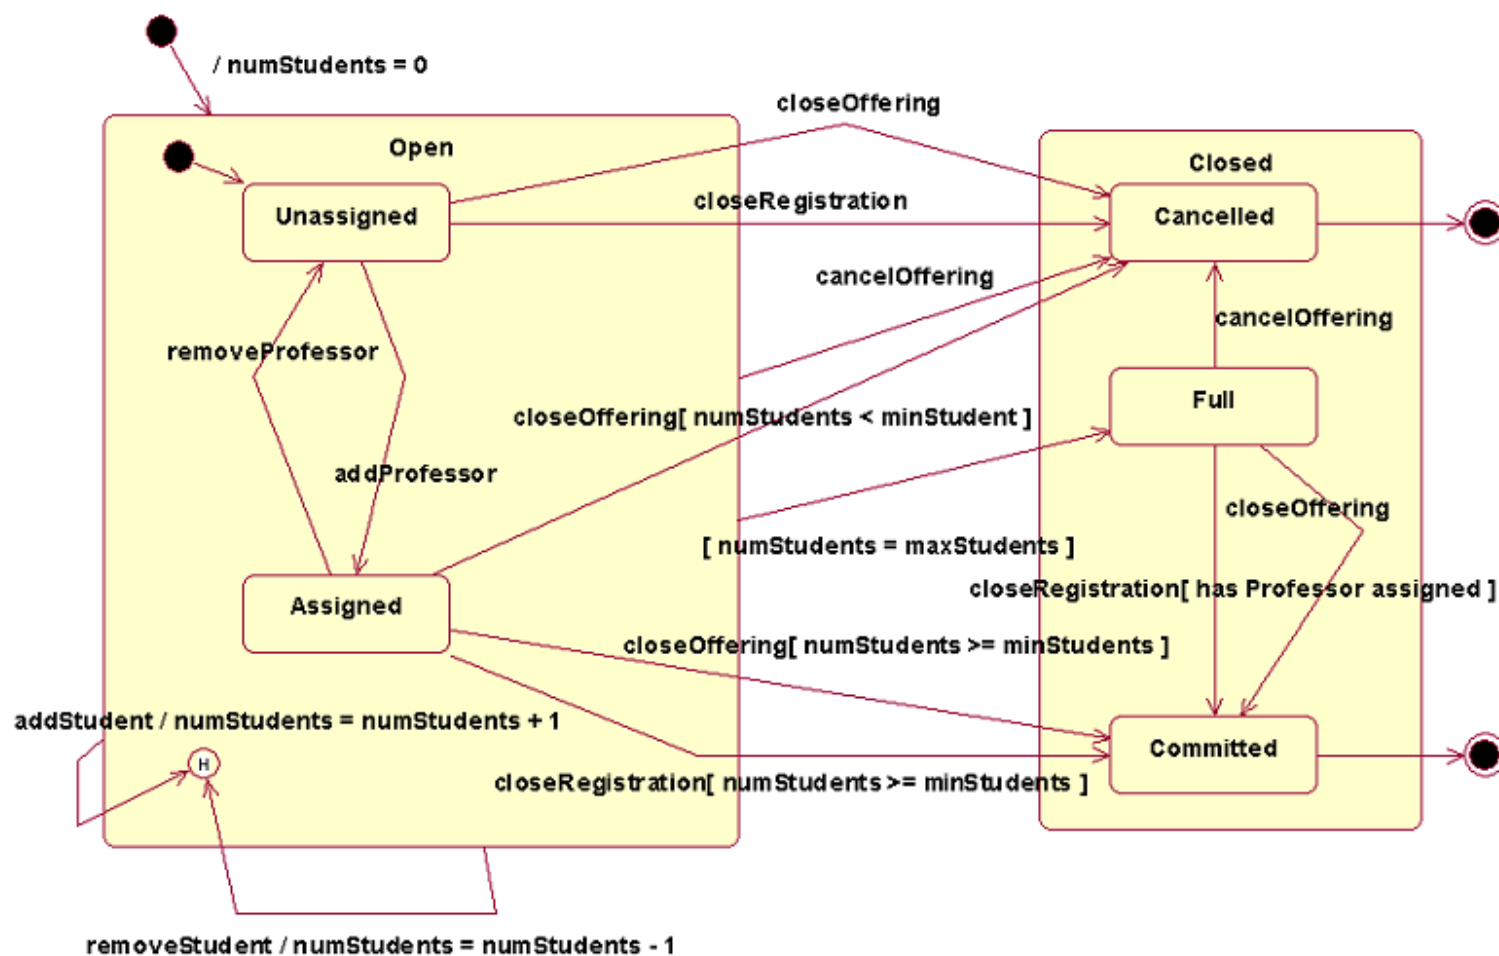 / numStudents = 0
closeOffering
Open
Closed
Unassigned
closeRegistration
Cancelled
cancelOffering
cancelOffering
removeProfessor
Full
closeOffering[ numStudents < minStudent ]
addProfessor
closeOffering
[ numStudents = maxStudents ]
closeRegistration[ has Professor assigned ]
Assigned
closeOffering[ numStudents >= minStudents ]
addStudent / numStudents = numStudents + 1
Committed
H
closeRegistration[ numStudents >= minStudents ]
removeStudent / numStudents = numStudents - 1